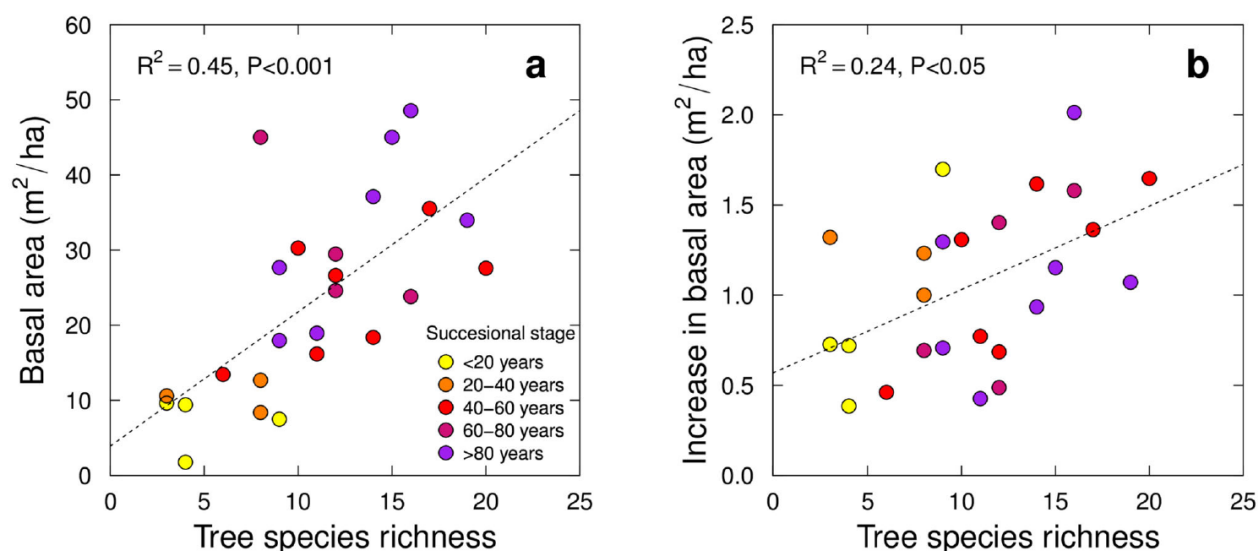 R² = 0.45, P<0.001
a
60
50
40
30
20
10
0
Basal area (m²/ha)
Succesional stage
<20 years
20–40 years
40–60 years
60–80 years
>80 years
0 5 10 15 20 25
Tree species richness
R² = 0.24, P<0.05
b
2.5
2.0
1.5
1.0
0.5
0.0
Increase in basal area (m²/ha)
0 5 10 15 20 25
Tree species richness